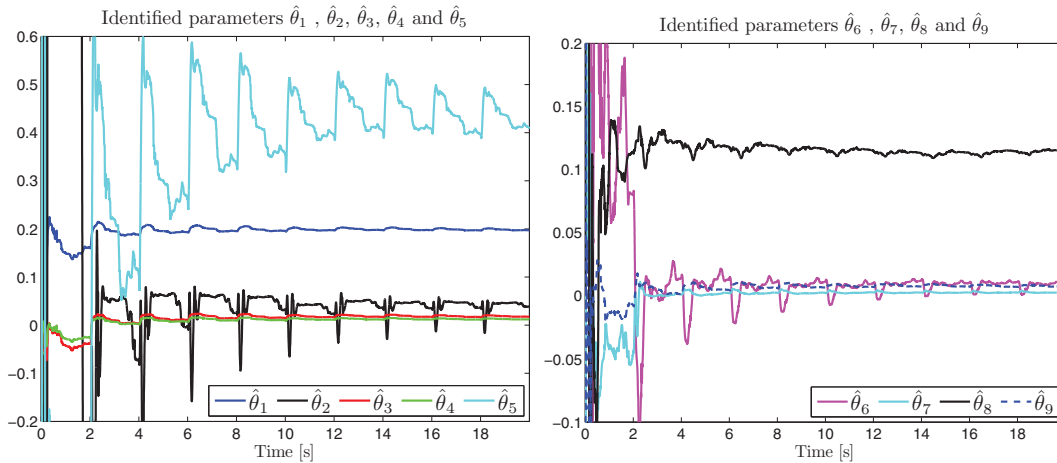 Identified parameters θ̂₁ , θ̂₂, θ̂₃, θ̂₄ and θ̂₅
0.6
0.5
0.4
0.3
0.2
0.1
0
-0.1
-0.2
θ̂₁ θ̂₂ θ̂₃ θ̂₄ θ̂₅
0 2 4 6 8 10 12 14 16 18
Time [s]
Identified parameters θ̂₆ , θ̂₇, θ̂₈ and θ̂₉
0.2
0.15
0.1
0.05
0
-0.05
-0.1
θ̂₆ θ̂₇ θ̂₈ θ̂₉
0 2 4 6 8 10 12 14 16 18
Time [s]